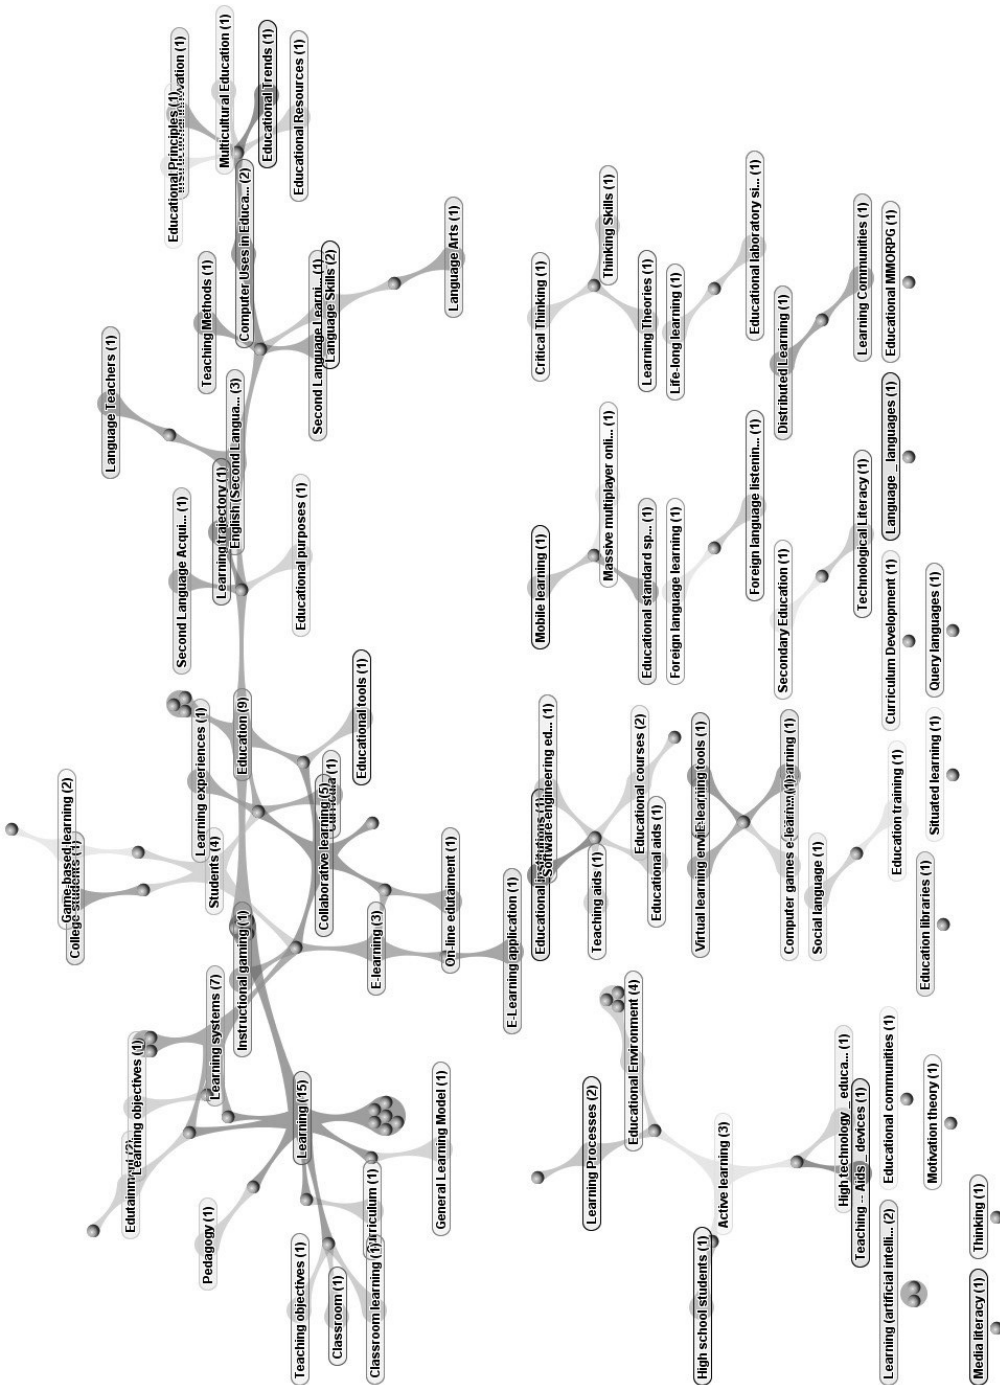 Educational Principles (1)
Multicultural Education (1)
Educational Trends (1)
Educational Resources (1)
Computer Uses in Educa... (2)
Teaching Methods (1)
Second Language Learni... (1)
Language Skills (2)
Language Arts (1)
Language Teachers (1)
English (Second Langua... (3)
Learning trajectory (1)
Second Language Acqui... (1)
Educational purposes (1)
Education (9)
Learning experiences (1)
Educational tools (1)
Collaborative learning (5)
Game-based learning (2)
College students (1)
Students (4)
Instructional gaming (1)
E-learning (3)
On-line edutaiment (1)
E-Learning application (1)
Learning systems (7)
Learning objectives (1)
Learning (15)
General Learning Model (1)
Pedagogy (1)
Curriculum (1)
Teaching objectives (1)
Classroom (1)
Classroom learning (1)
Critical Thinking (1)
Thinking Skills (1)
Learning Theories (1)
Life-long learning (1)
Educational laboratory si... (1)
Distributed Learning (1)
Learning Communities (1)
Educational MMORPG (1)
Mobile learning (1)
Massive multiplayer onli... (1)
Educational standard sp... (1)
Foreign language learning (1)
Foreign language listenin... (1)
Secondary Education (1)
Technological Literacy (1)
Language _ languages (1)
Curriculum Development (1)
Query languages (1)
Educational institutions (1)
Software-engineering ed... (1)
Teaching aids (1)
Educational courses (2)
Educational aids (1)
E-learning tools (1)
Social language (1)
Education training (1)
Situated learning (1)
Education libraries (1)
Learning Processes (2)
Educational Environment (4)
Active learning (3)
High school students (1)
High technology _ educa... (1)
Teaching -- Aids _ devices (1)
Educational communities (1)
Motivation theory (1)
Learning (artificial intelli... (2)
Thinking (1)
Media literacy (1)